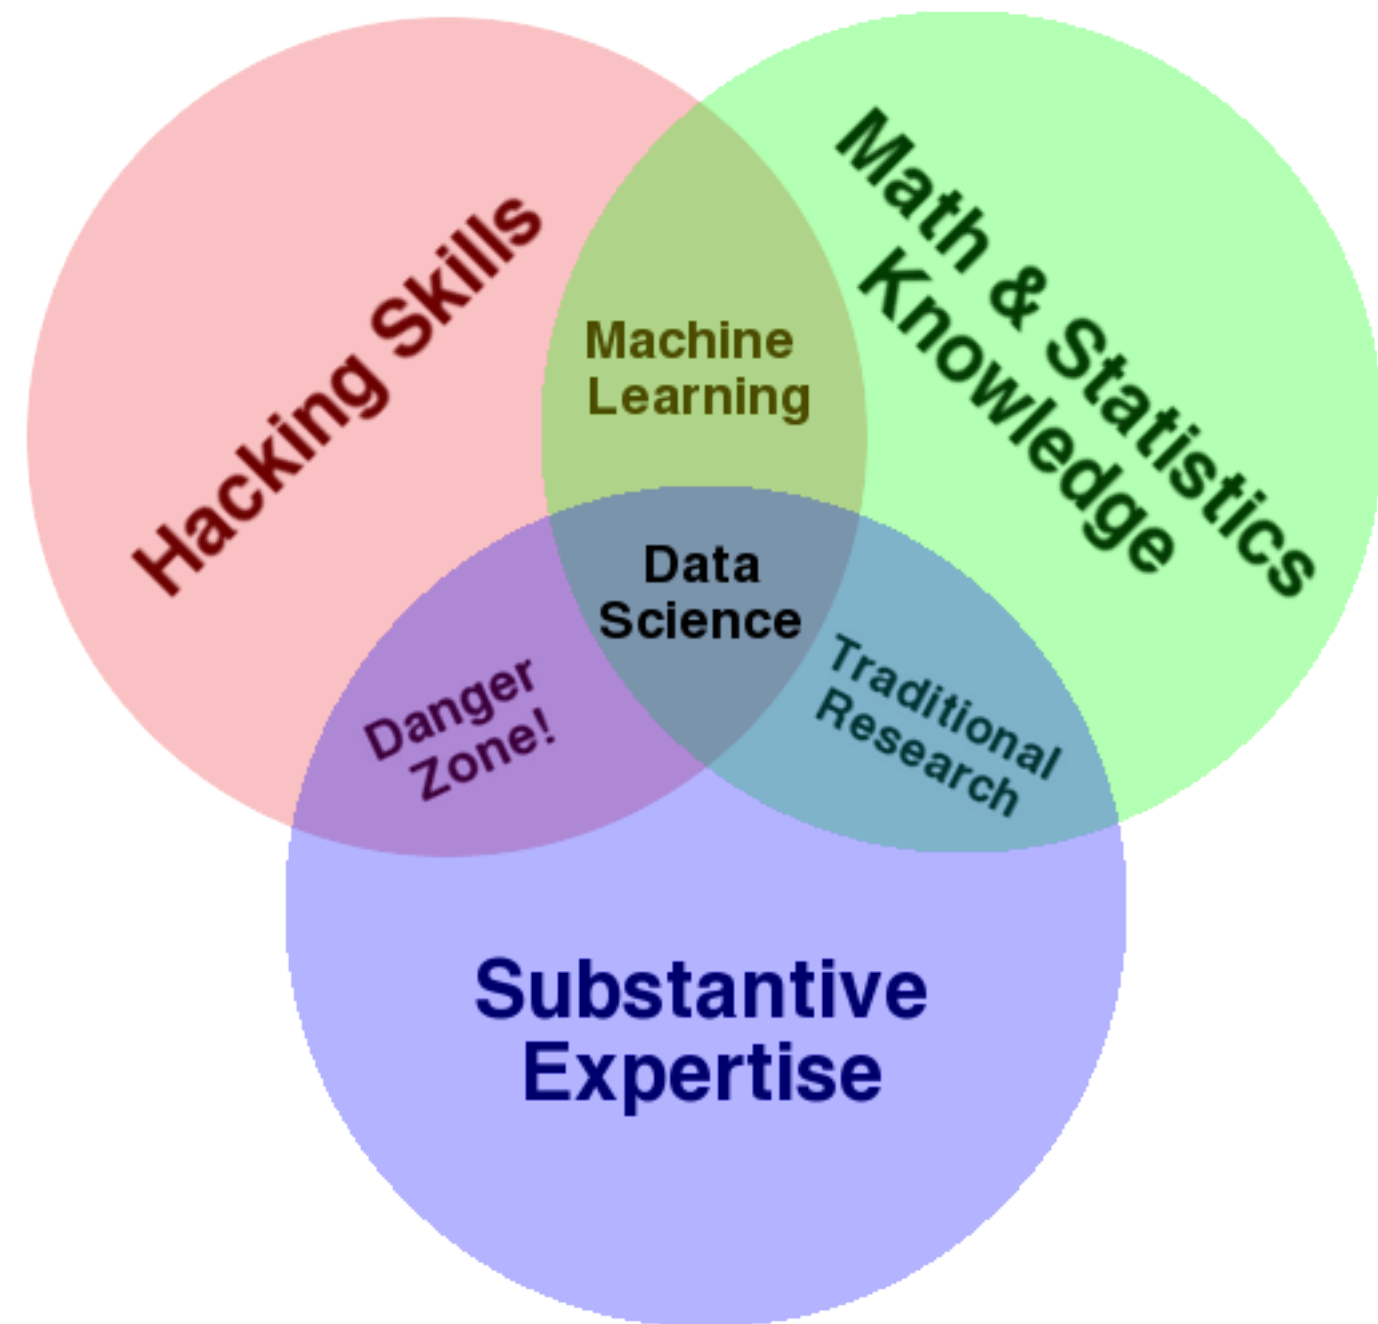 Hacking Skills
Math & Statistics
Knowledge
Machine
Learning
Data
Science
Danger
Zone!
Traditional
Research
Substantive
Expertise